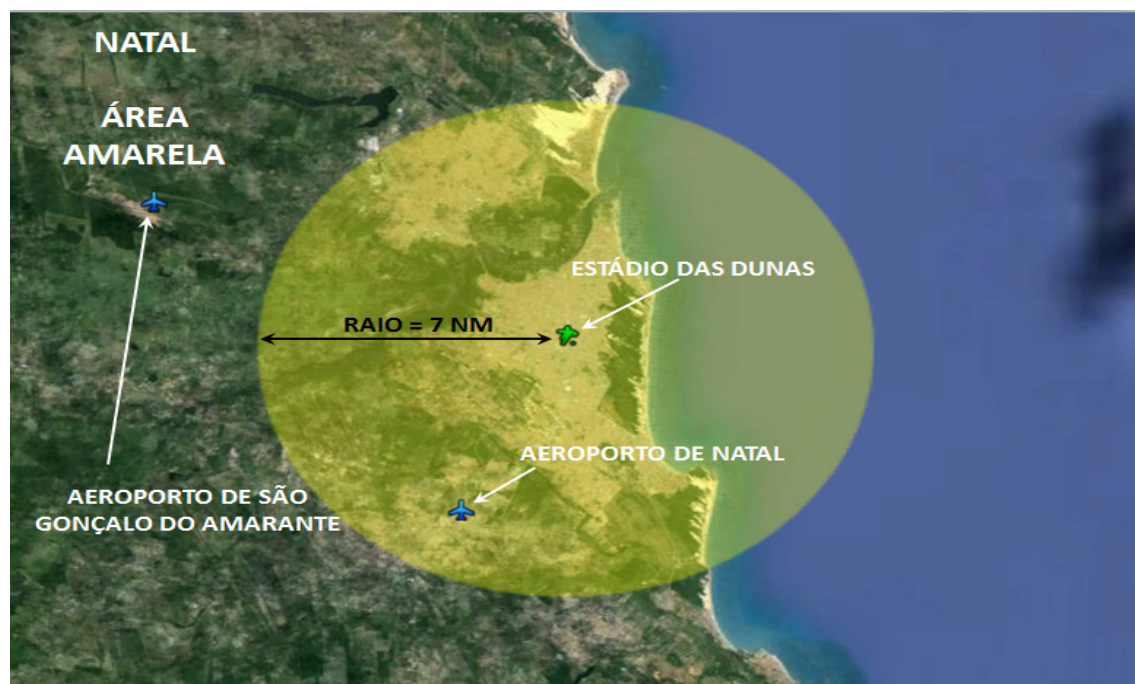 NATAL
ÁREA
AMARELA
ESTÁDIO DAS DUNAS
RAIO = 7 NM
AEROPORTO DE NATAL
AEROPORTO DE SÃO
GONÇALO DO AMARANTE